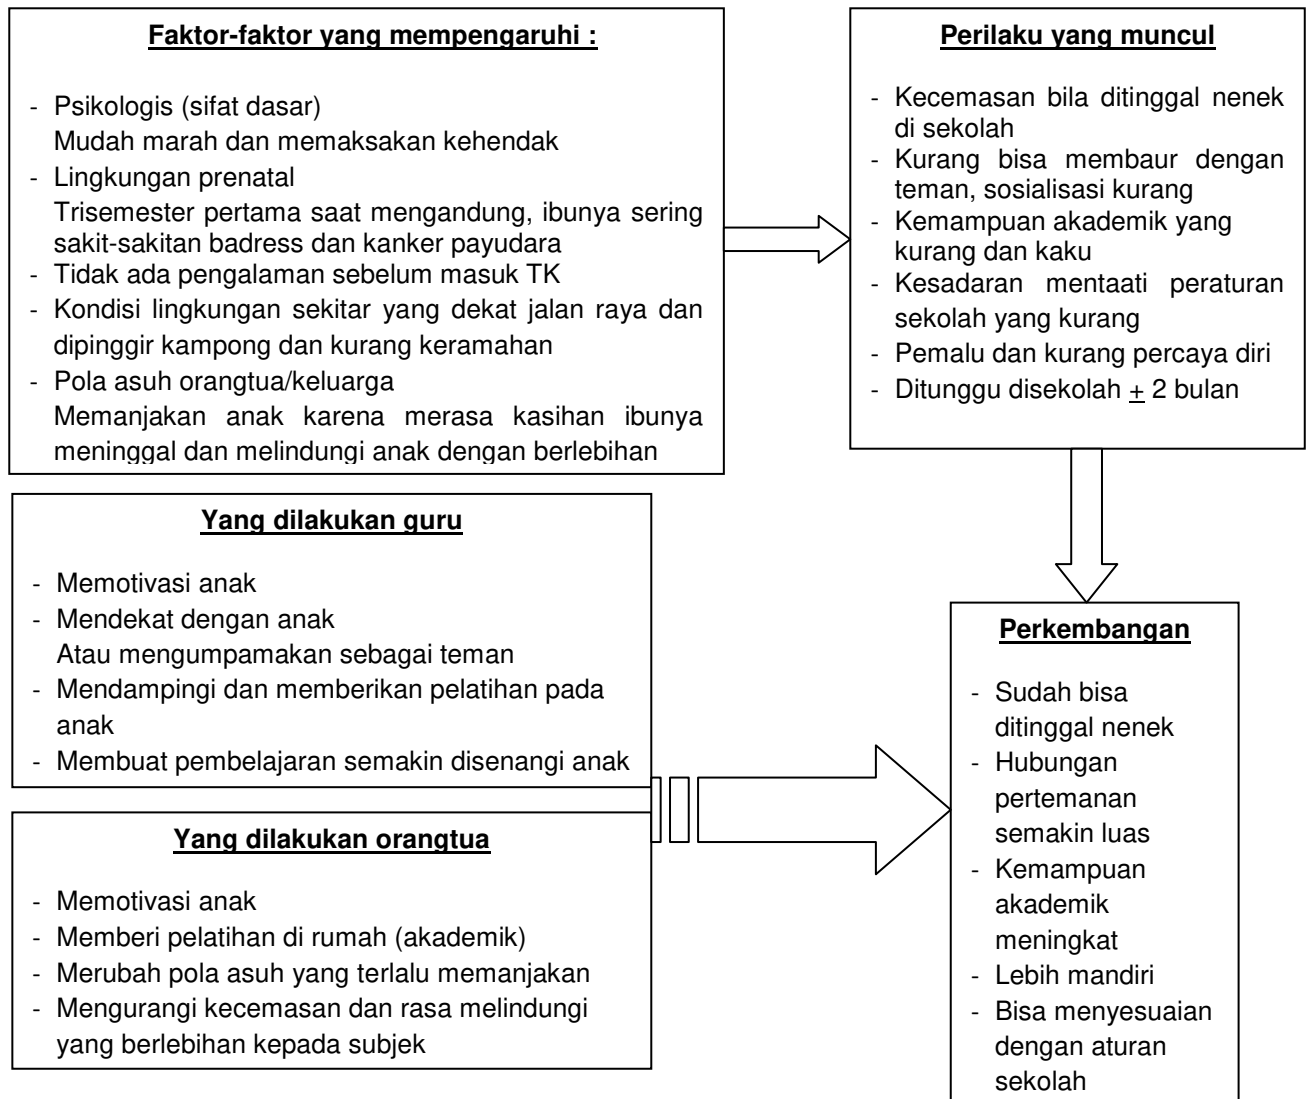 Faktor-faktor yang mempengaruhi :
- Psikologis (sifat dasar)
Mudah marah dan memaksakan kehendak
- Lingkungan prenatal
Trisemester pertama saat mengandung, ibunya sering
sakit-sakitan badress dan kanker payudara
- Tidak ada pengalaman sebelum masuk TK
- Kondisi lingkungan sekitar yang dekat jalan raya dan
dipinggir kampong dan kurang keramahan
- Pola asuh orangtua/keluarga
Memanjakan anak karena merasa kasihan ibunya
meninggal dan melindungi anak dengan berlebihan
Perilaku yang muncul
- Kecemasan bila ditinggal nenek
di sekolah
- Kurang bisa membaur dengan
teman, sosialisasi kurang
- Kemampuan akademik yang
kurang dan kaku
- Kesadaran mentaati peraturan
sekolah yang kurang
- Pemalu dan kurang percaya diri
- Ditunggu disekolah + 2 bulan
Yang dilakukan guru
- Memotivasi anak
- Mendekat dengan anak
Atau mengumpamakan sebagai teman
- Mendampingi dan memberikan pelatihan pada
anak
- Membuat pembelajaran semakin disenangi anak
Yang dilakukan orangtua
- Memotivasi anak
- Memberi pelatihan di rumah (akademik)
- Merubah pola asuh yang terlalu memanjakan
- Mengurangi kecemasan dan rasa melindungi
yang berlebihan kepada subjek
Perkembangan
- Sudah bisa
ditinggal nenek
- Hubungan
pertemanan
semakin luas
- Kemampuan
akademik
meningkat
- Lebih mandiri
- Bisa menyesuaian
dengan aturan
sekolah